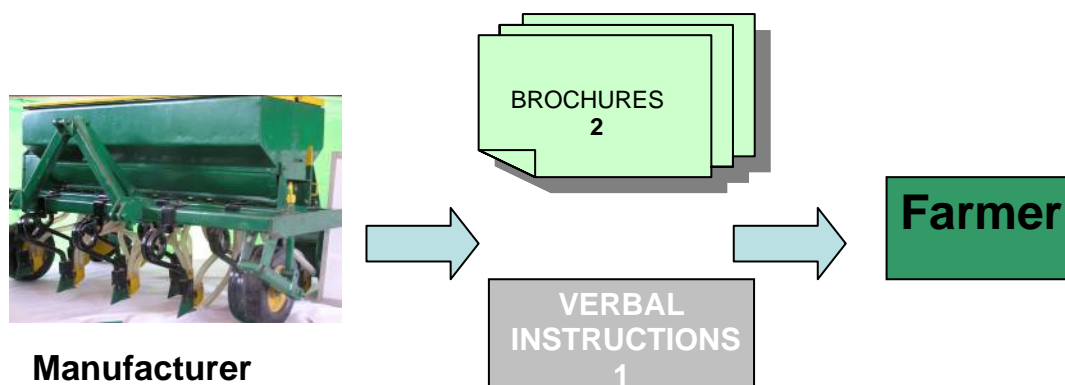 BROCHURES
2
Farmer
VERBAL
INSTRUCTIONS
1
Manufacturer